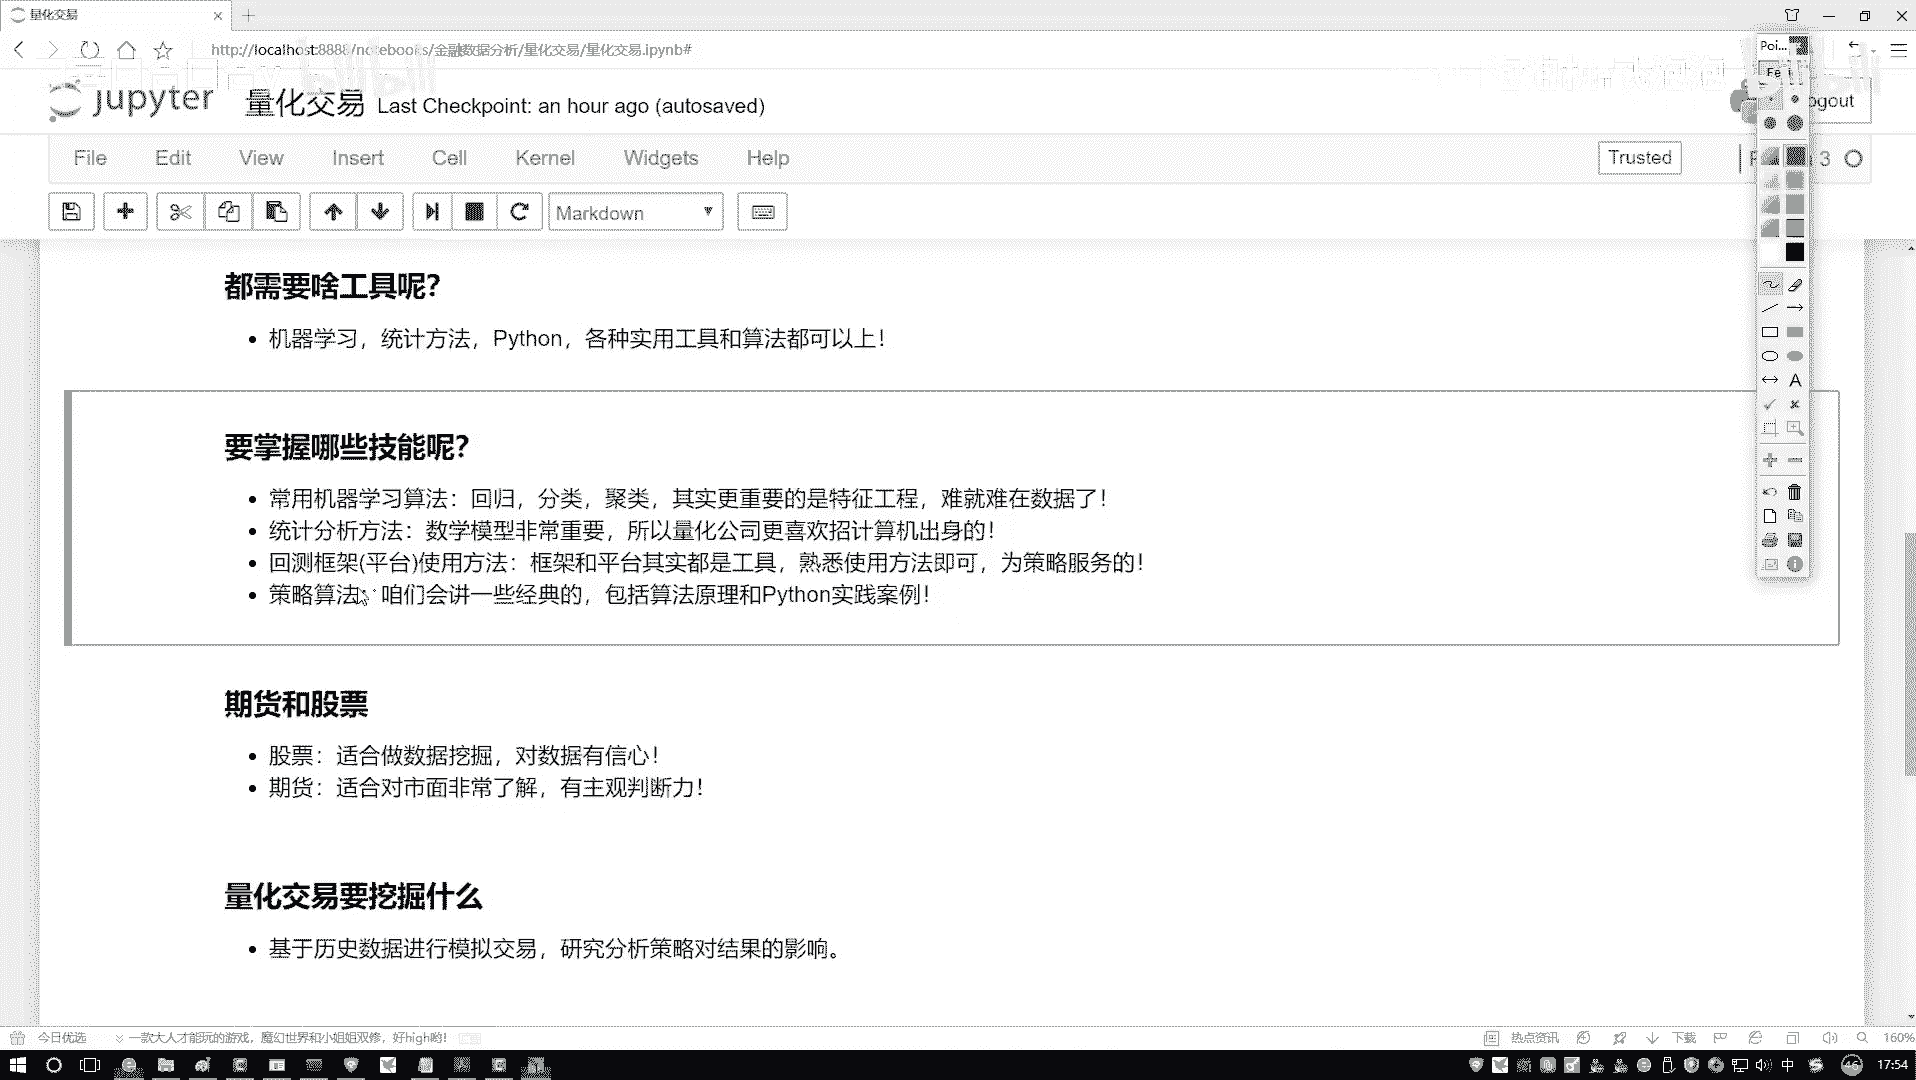 量化交易
http://localhost:8888/notebooks/金融数据分析/量化交易/量化交易.ipynb#
Poi...
jupyter 量化交易 Last Checkpoint: an hour ago (autosaved)
ogout
File Edit View Insert Cell Kernel Widgets Help
Trusted
3
Markdown
都需要啥工具呢?
机器学习，统计方法，Python，各种实用工具和算法都可以上！
要掌握哪些技能呢?
常用机器学习算法：回归，分类，聚类，其实更重要的是特征工程，难就难在数据了！
统计分析方法：数学模型非常重要，所以量化公司更喜欢招计算机出身的！
回测框架(平台)使用方法：框架和平台其实都是工具，熟悉使用方法即可，为策略服务的！
策略算法：咱们会讲一些经典的，包括算法原理和Python实践案例！
期货和股票
股票：适合做数据挖掘，对数据有信心！
期货：适合对市面非常了解，有主观判断力！
量化交易要挖掘什么
基于历史数据进行模拟交易，研究分析策略对结果的影响。
今日优选
一款大人才能玩的游戏，魔幻世界和小姐姐双修，好high哟!
热点资讯
下载
160%
中
46
17:54